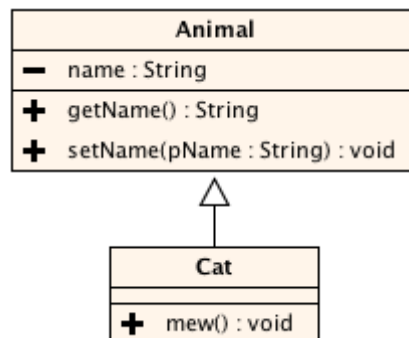 Animal
- name : String
+ getName() : String
+ setName(pName : String) : void
Cat
+ mew() : void